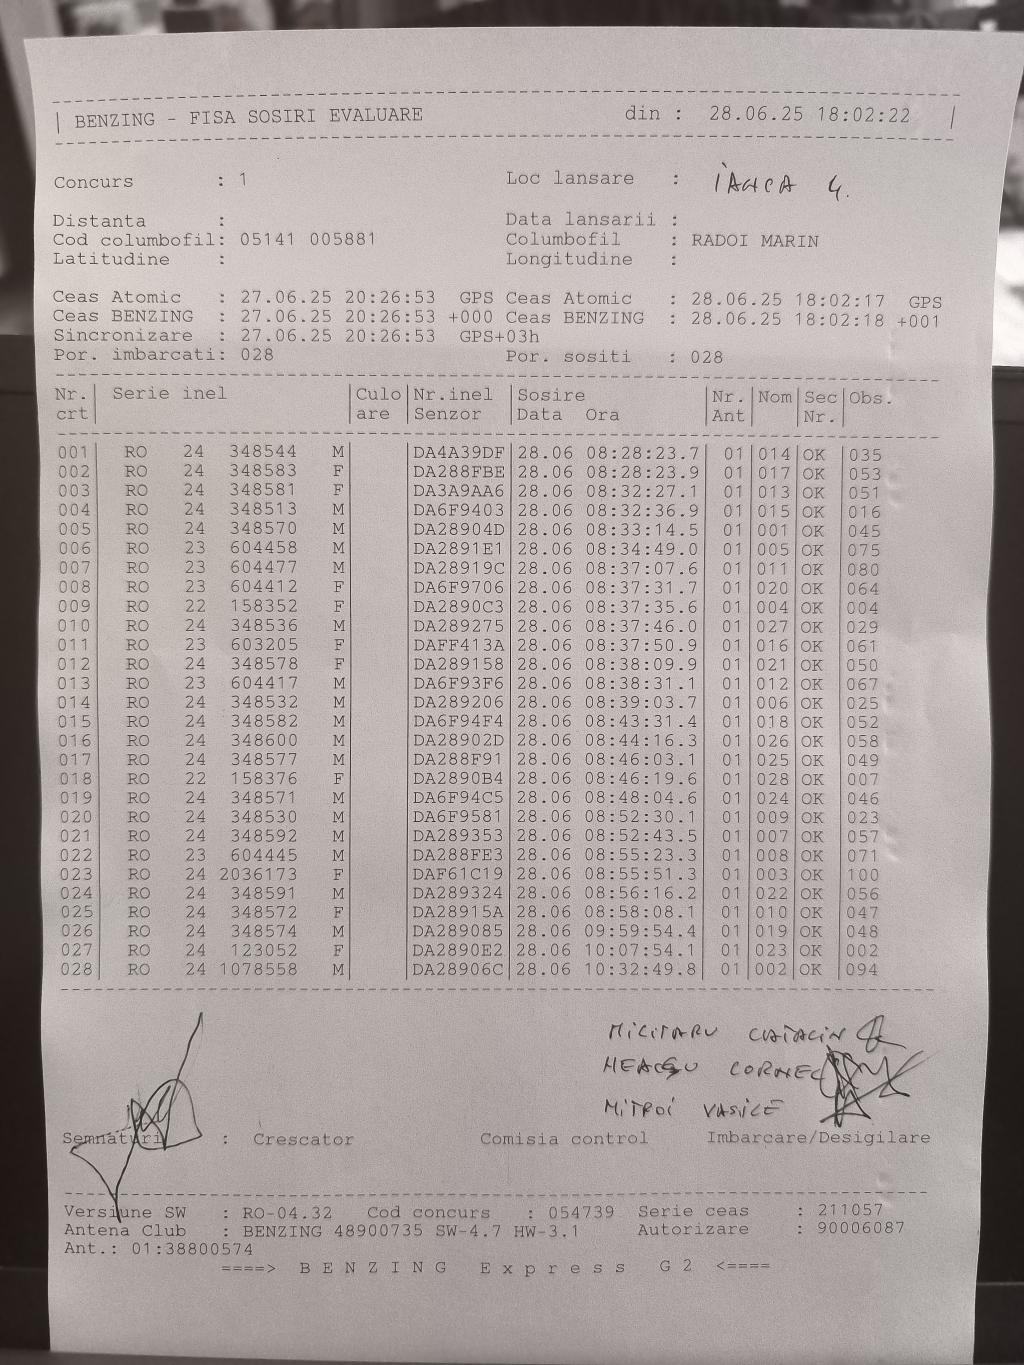 BENZING - FISA SOSIRI EVALUARE din : 28.06.25 18:02:22
Concurs : 1 Loc lansare : IANCA 4.
Distanta : Data lansarii :
Cod columbofil: 05141 005881 Columbofil : RADOI MARIN
Latitudine : Longitudine :
Ceas Atomic : 27.06.25 20:26:53 GPS Ceas Atomic : 28.06.25 18:02:17 GPS
Ceas BENZING : 27.06.25 20:26:53 +000 Ceas BENZING : 28.06.25 18:02:18 +001
Sincronizare : 27.06.25 20:26:53 GPS+03h
Por. imbarcati: 028 Por. sositi : 028
Nr. Serie inel Culo Nr.inel Sosire Nr. Nom Sec Obs.
crt are Senzor Data Ora Ant Nr.
001 RO 24 348544 M DA4A39DF 28.06 08:28:23.7 01 014 OK 035
002 RO 24 348583 F DA288FBE 28.06 08:28:23.9 01 017 OK 053
003 RO 24 348581 F DA3A9AA6 28.06 08:32:27.1 01 013 OK 051
004 RO 24 348513 M DA6F9403 28.06 08:32:36.9 01 015 OK 016
005 RO 24 348570 M DA28904D 28.06 08:33:14.5 01 001 OK 045
006 RO 23 604458 M DA2891E1 28.06 08:34:49.0 01 005 OK 075
007 RO 23 604477 M DA28919C 28.06 08:37:07.6 01 011 OK 080
008 RO 23 604412 F DA6F9706 28.06 08:37:31.7 01 020 OK 064
009 RO 22 158352 F DA2890C3 28.06 08:37:35.6 01 004 OK 004
010 RO 24 348536 M DA289275 28.06 08:37:46.0 01 027 OK 029
011 RO 23 603205 F DAFF413A 28.06 08:37:50.9 01 016 OK 061
012 RO 24 348578 F DA289158 28.06 08:38:09.9 01 021 OK 050
013 RO 23 604417 M DA6F93F6 28.06 08:38:31.1 01 012 OK 067
014 RO 24 348532 M DA289206 28.06 08:39:03.7 01 006 OK 025
015 RO 24 348582 M DA6F94F4 28.06 08:43:31.4 01 018 OK 052
016 RO 24 348600 M DA28902D 28.06 08:44:16.3 01 026 OK 058
017 RO 24 348577 M DA288F91 28.06 08:46:03.1 01 025 OK 049
018 RO 22 158376 F DA2890B4 28.06 08:46:19.6 01 028 OK 007
019 RO 24 348571 M DA6F94C5 28.06 08:48:04.6 01 024 OK 046
020 RO 24 348530 M DA6F9581 28.06 08:52:30.1 01 009 OK 023
021 RO 24 348592 M DA289353 28.06 08:52:43.5 01 007 OK 057
022 RO 23 604445 M DA288FE3 28.06 08:55:23.3 01 008 OK 071
023 RO 24 2036173 F DAF61C19 28.06 08:55:51.3 01 003 OK 100
024 RO 24 348591 M DA289324 28.06 08:56:16.2 01 022 OK 056
025 RO 24 348572 F DA28915A 28.06 08:58:08.1 01 010 OK 047
026 RO 24 348574 M DA289085 28.06 09:59:54.4 01 019 OK 048
027 RO 24 123052 F DA2890E2 28.06 10:07:54.1 01 023 OK 002
028 RO 24 1078558 M DA28906C 28.06 10:32:49.8 01 002 OK 094
MILITARU CATALIN
CORNEL
MITROI VASILE
Semnaturi : Crescator Comisia control Imbarcare/Desigilare
Versiune SW : RO-04.32 Cod concurs : 054739 Serie ceas : 211057
Antena Club : BENZING 48900735 SW-4.7 HW-3.1 Autorizare : 90006087
Ant.: 01:38800574
====> B E N Z I N G E x p r e s s G 2 <====